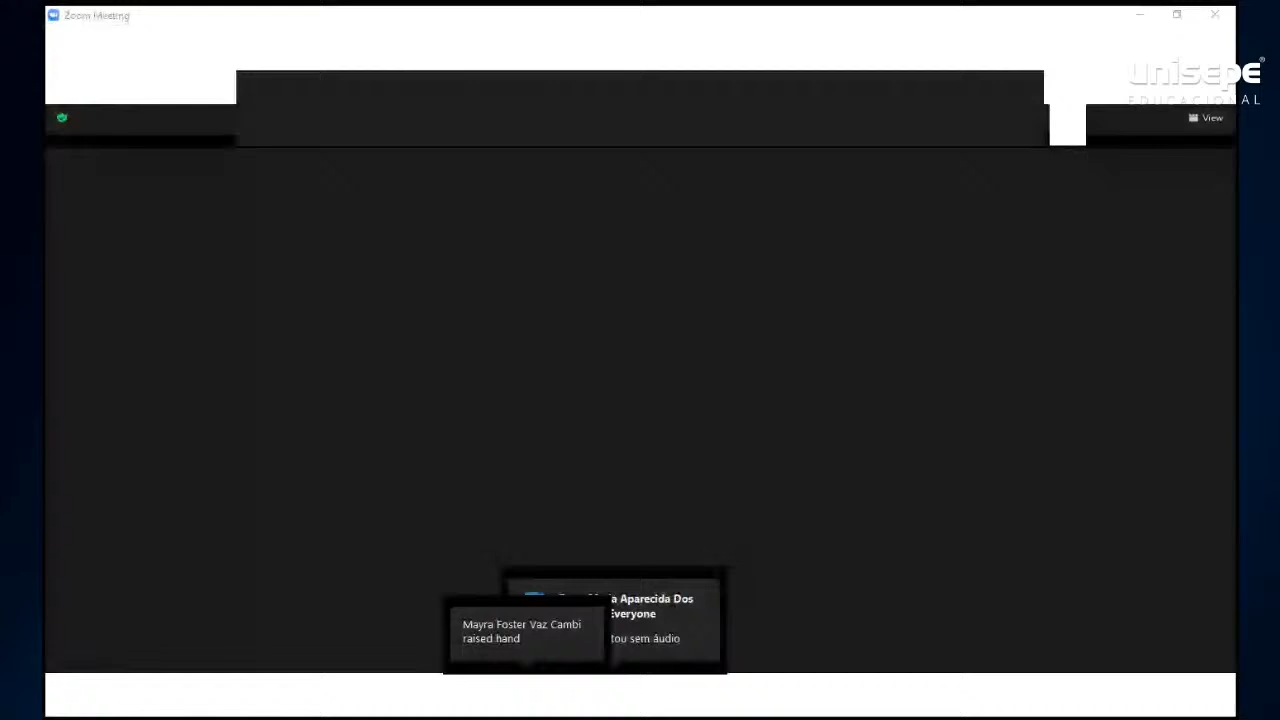 Zoom Meeting
unisepe®
EDUCACIONAL
View
Aparecida Dos
Everyone
Mayra Foster Vaz Cambi
raised hand
tou sem áudio